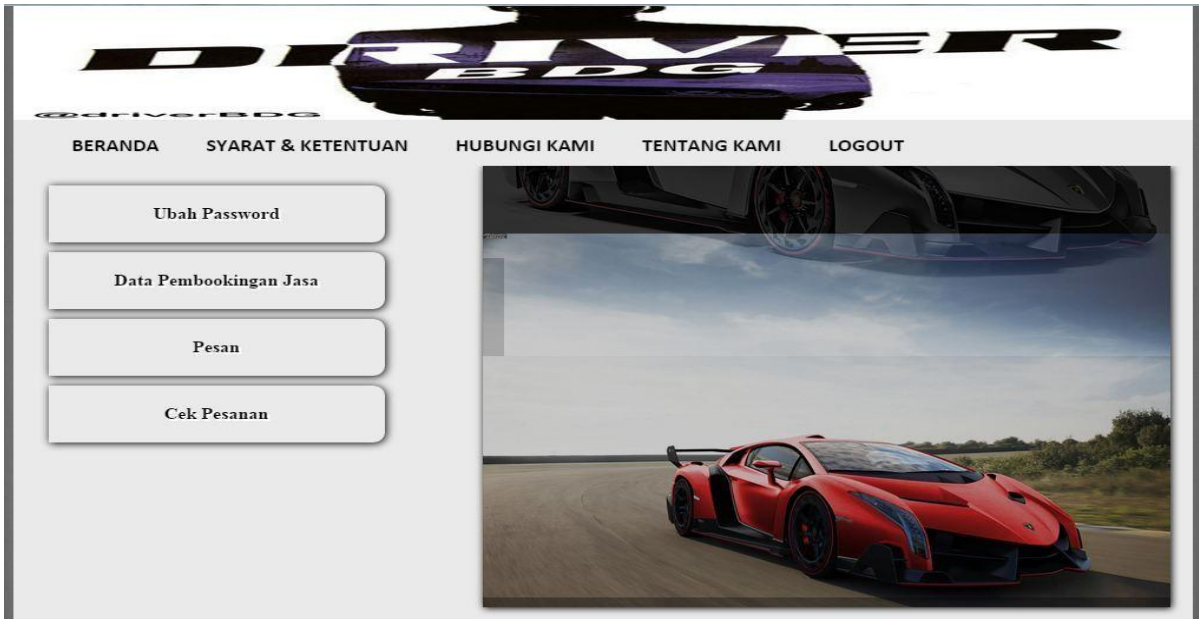 DRIVER
BDG
@driverBDG
BERANDA SYARAT & KETENTUAN HUBUNGI KAMI TENTANG KAMI LOGOUT
Ubah Password
Data Pembookingan Jasa
Pesan
Cek Pesanan